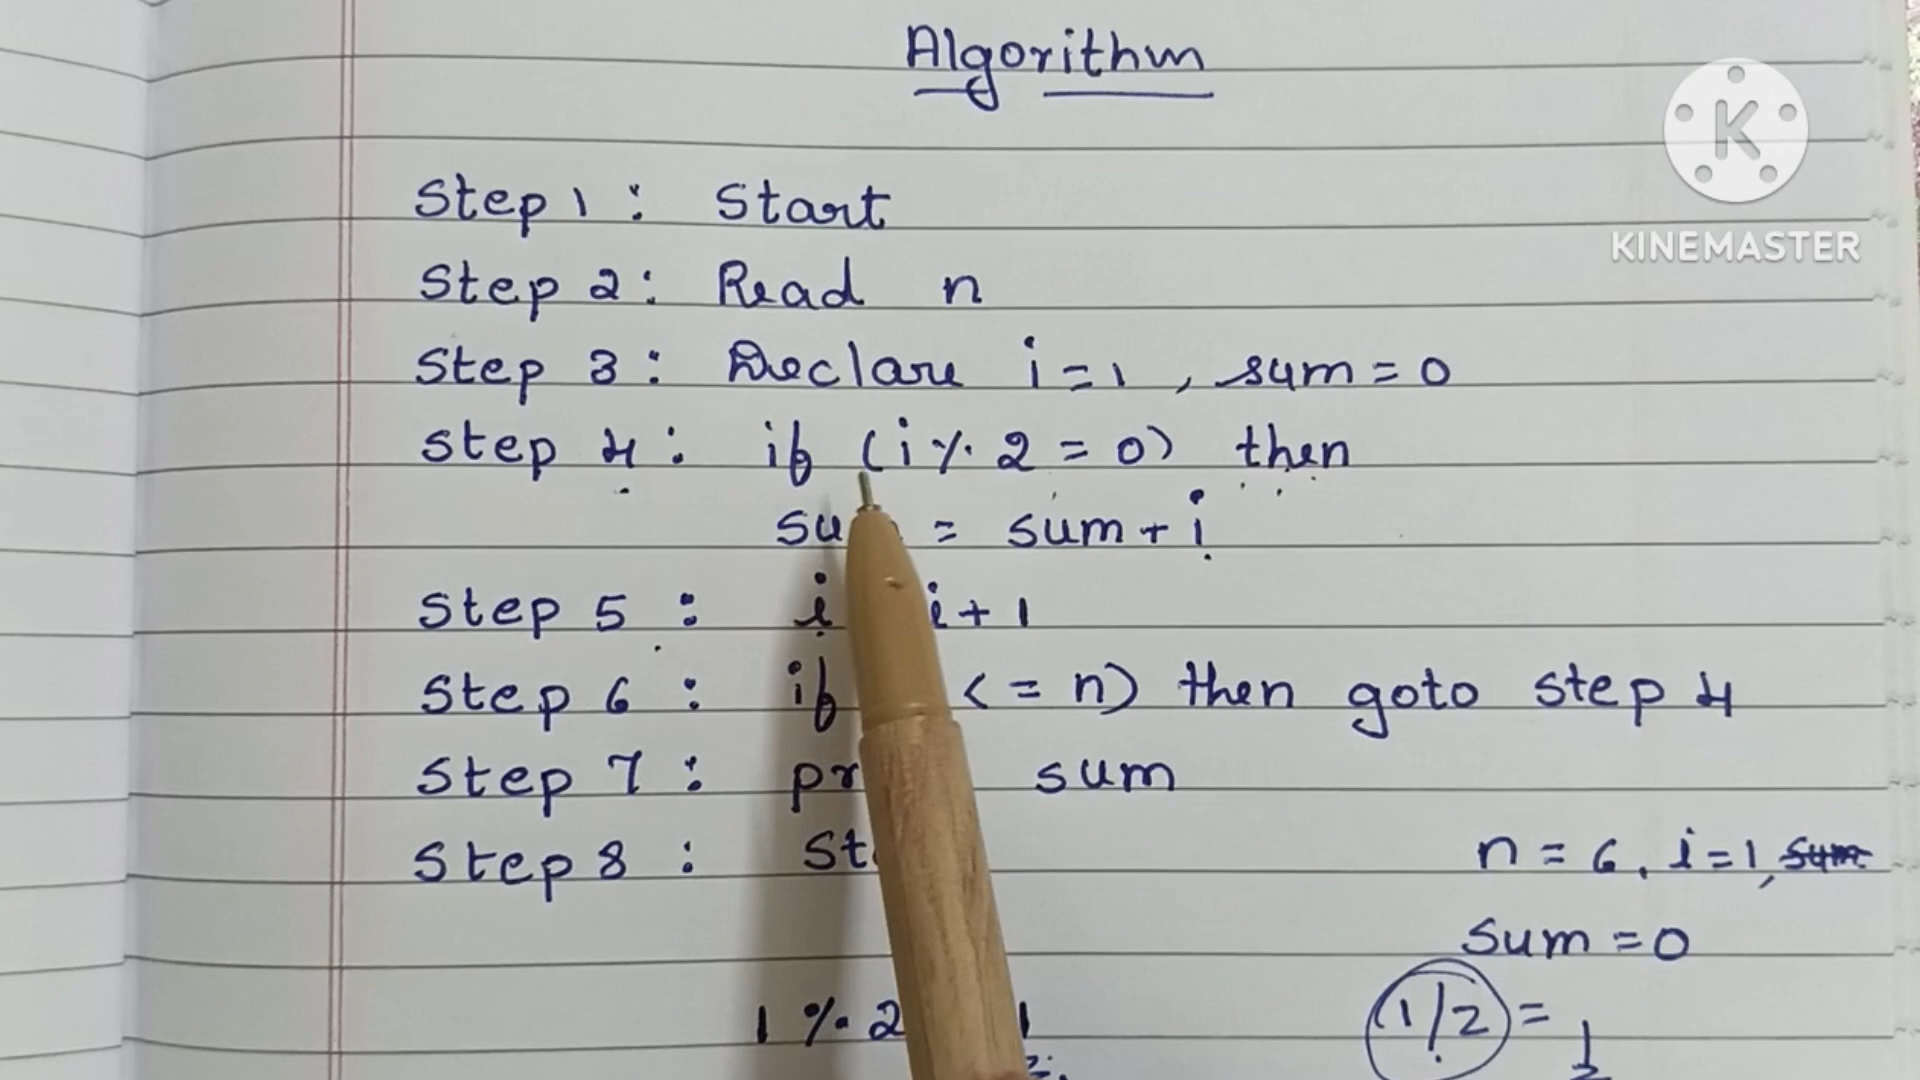 Algorithm
KINEMASTER
Step 1 : Start
Step 2 : Read n
Step 3 : Declare i = 1 , sum = 0
Step 4 : if (i % 2 = 0) then
= sum + i
Step 5 : i i + 1
Step 6 : if < = n) then goto step 4
Step 7 : sum
Step 8 :
n = 6, i = 1, sum
sum = 0
1 % 2 1
1/2 =